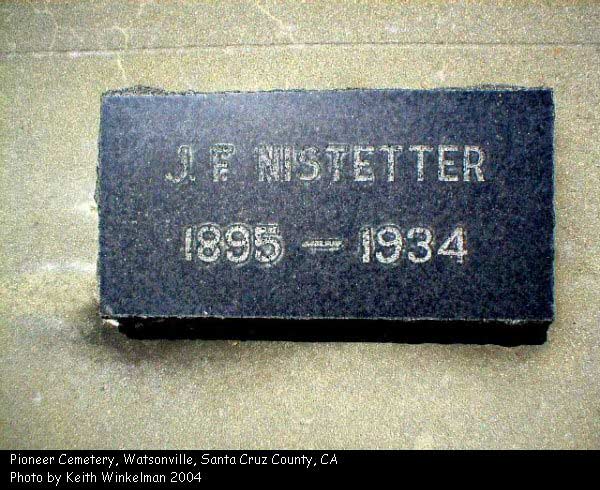 J. F. NISTETTER
1895 — 1934
Pioneer Cemetery, Watsonville, Santa Cruz County, CA
Photo by Keith Winkelman 2004